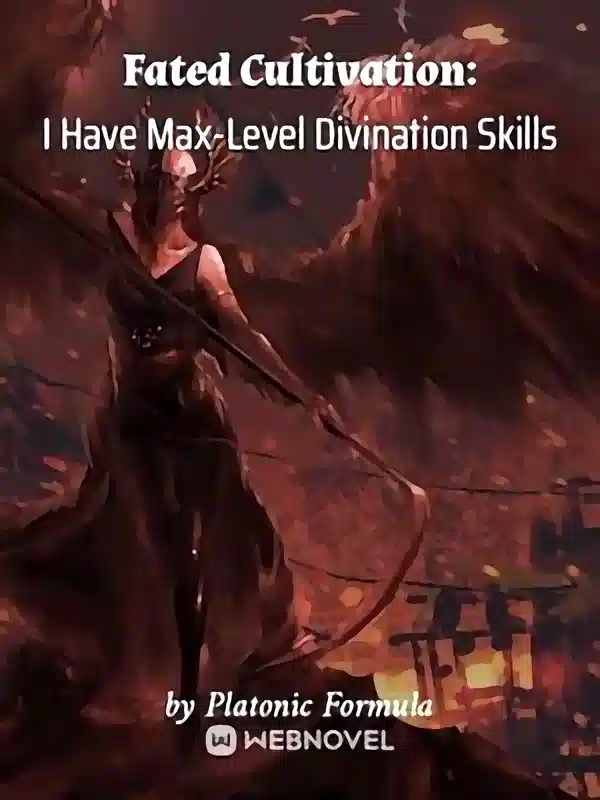 Fated Cultivation:
I Have Max-Level Divination Skills
by Platonic Formula
WEBNOVEL